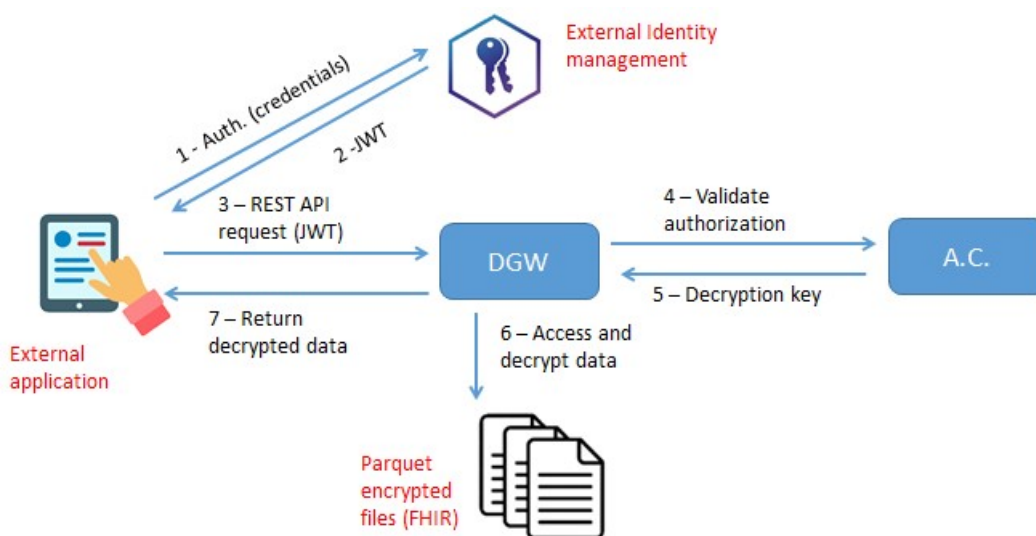 External Identity
management
1 - Auth. (credentials)
2 -JWT
3 – REST API
request (JWT)
4 – Validate
authorization
DGW
A.C.
5 – Decryption key
7 – Return
decrypted data
6 – Access and
decrypt data
External
application
Parquet
encrypted
files (FHIR)